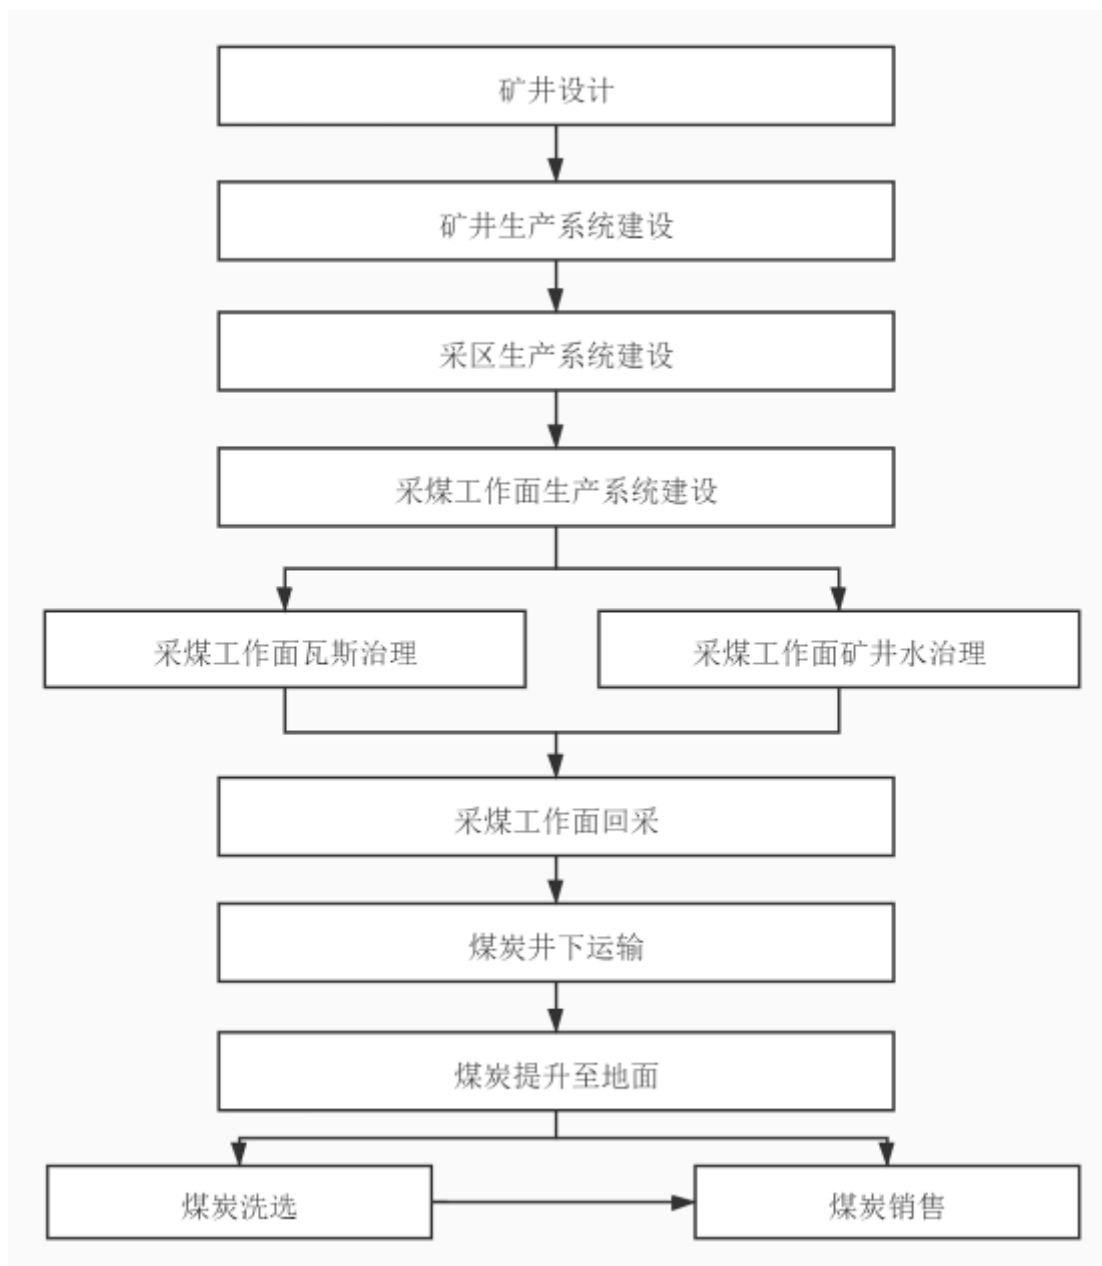 矿井设计
矿井生产系统建设
采区生产系统建设
采煤工作面生产系统建设
采煤工作面瓦斯治理
采煤工作面矿井水治理
采煤工作面回采
煤炭井下运输
煤炭提升至地面
煤炭洗选
煤炭销售